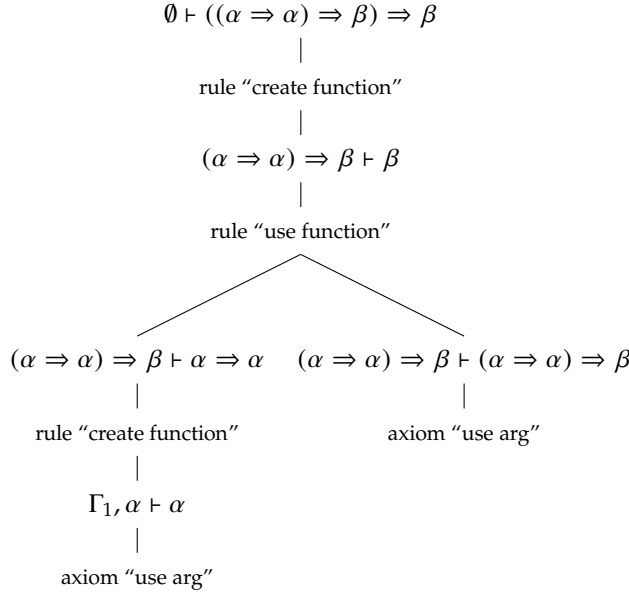 ∅ ⊢ ((α ⇒ α) ⇒ β) ⇒ β
rule “create function”
(α ⇒ α) ⇒ β ⊢ β
rule “use function”
(α ⇒ α) ⇒ β ⊢ α ⇒ α (α ⇒ α) ⇒ β ⊢ (α ⇒ α) ⇒ β
rule “create function” axiom “use arg”
Γ₁, α ⊢ α
axiom “use arg”